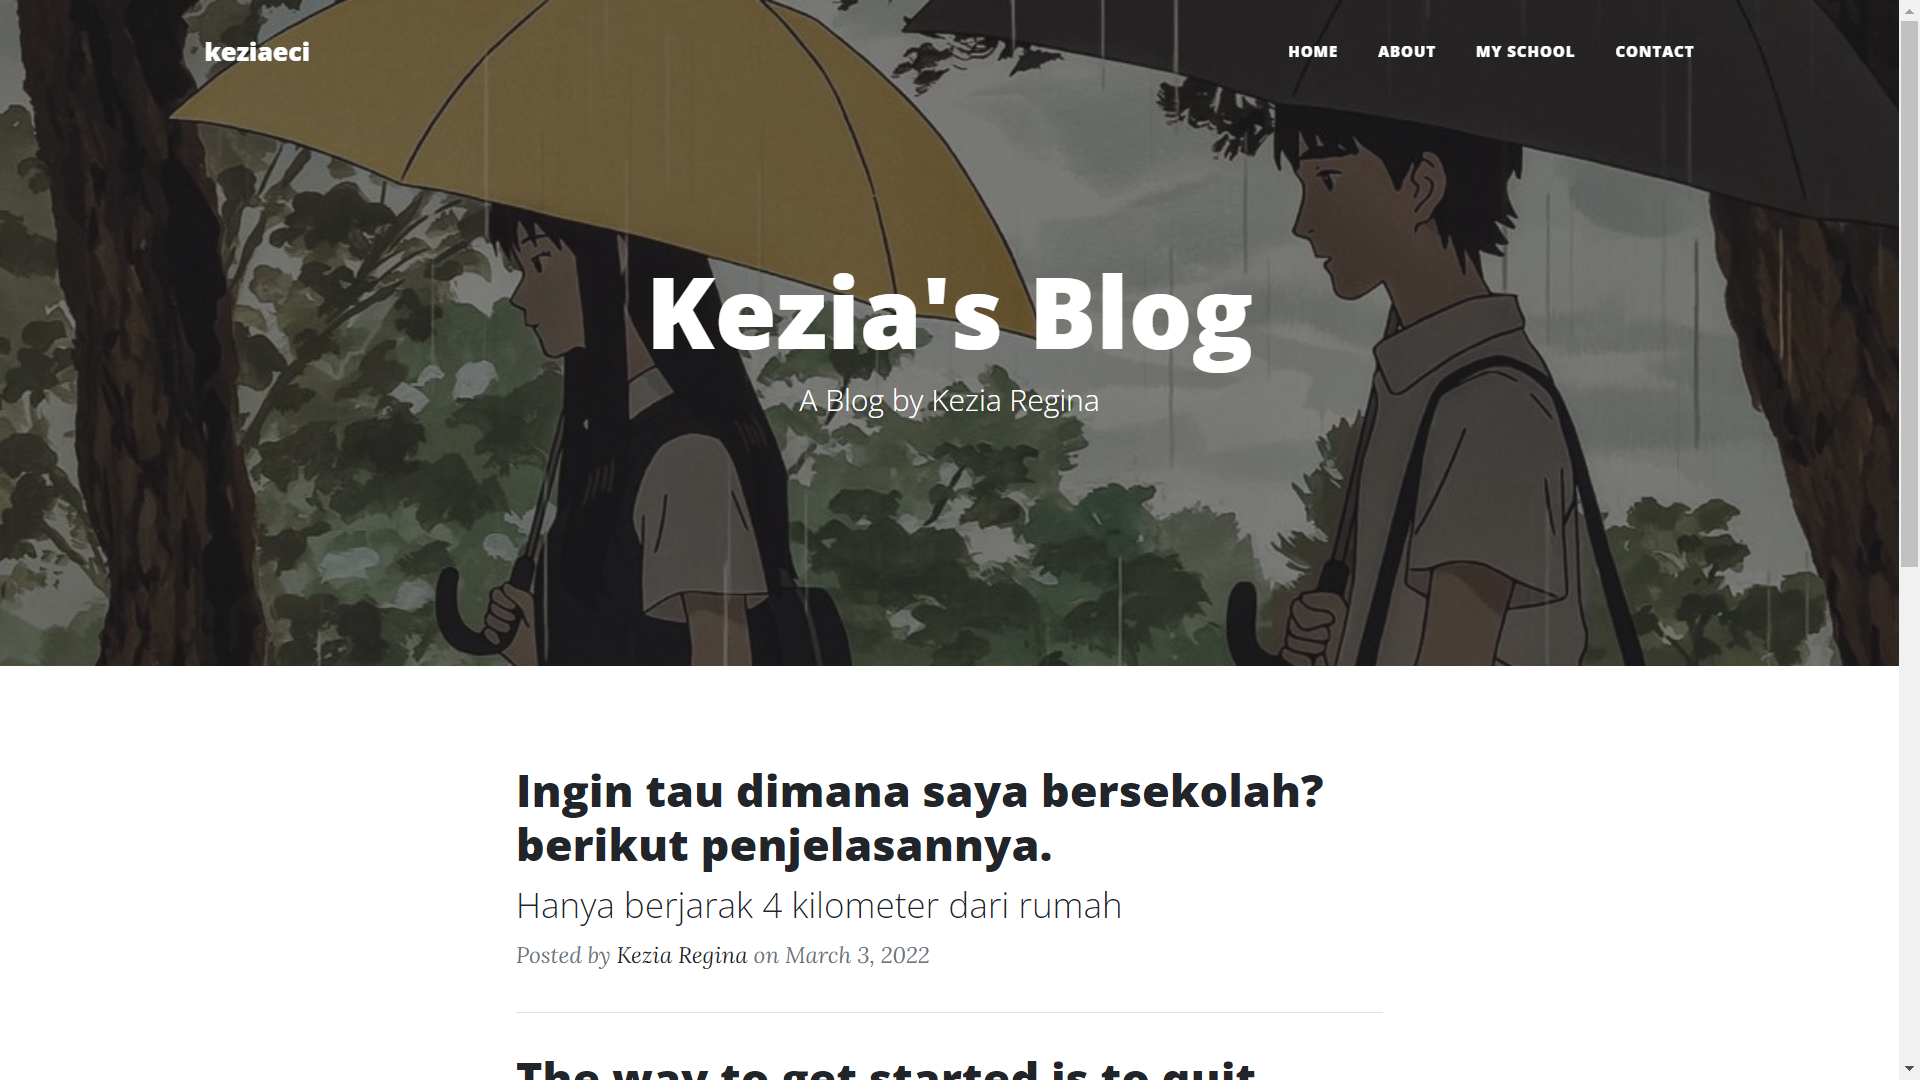 keziaeci
HOME ABOUT MY SCHOOL CONTACT
Kezia's Blog
A Blog by Kezia Regina
Ingin tau dimana saya bersekolah?
berikut penjelasannya.
Hanya berjarak 4 kilometer dari rumah
Posted by Kezia Regina on March 3, 2022
The way to get started is to quit